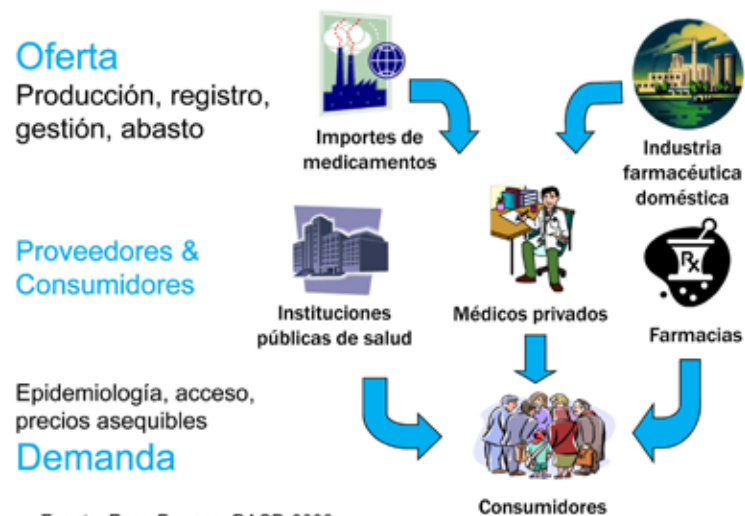 Oferta
Producción, registro,
gestión, abasto
Importes de
medicamentos
Industria
farmacéutica
doméstica
Rx
Proveedores &
Consumidores
Instituciones
públicas de salud
Médicos privados
Farmacias
Epidemiología, acceso,
precios asequibles
Demanda
Consumidores